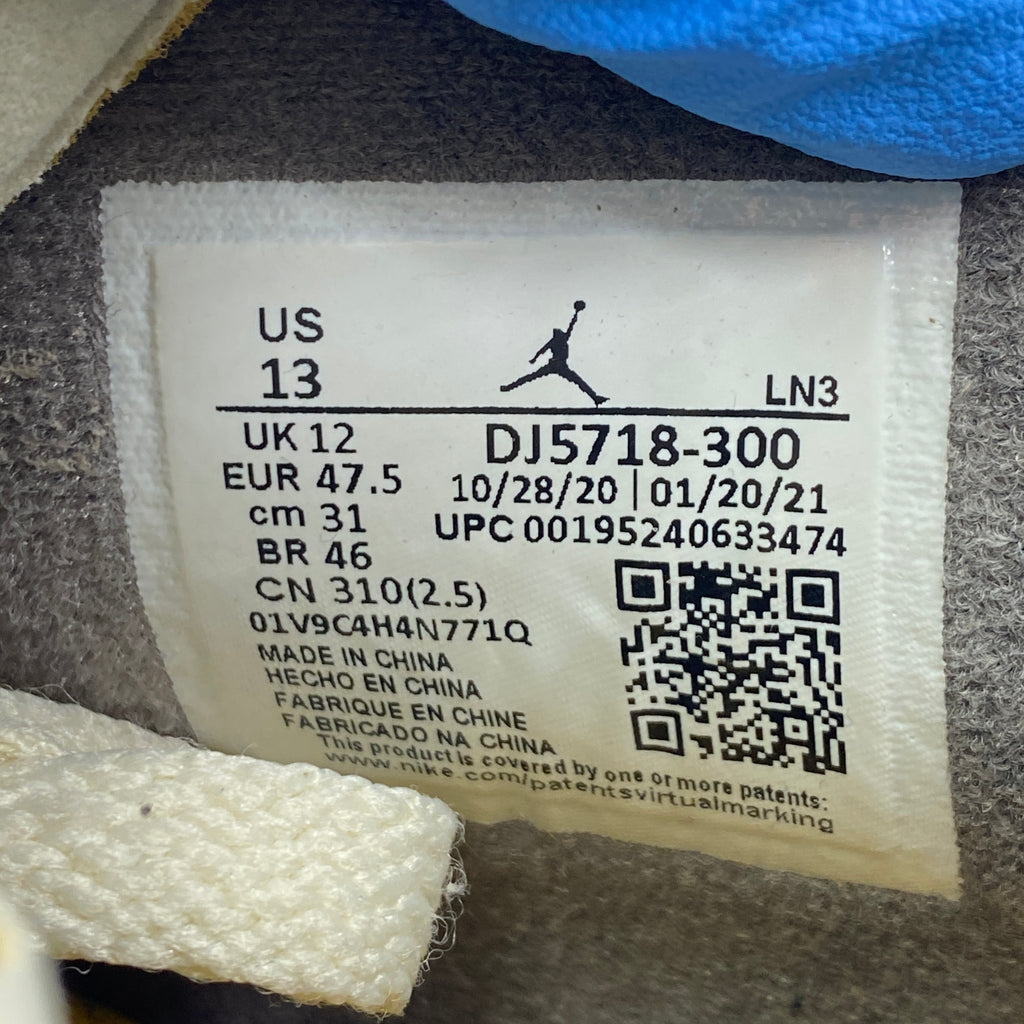 US
13
LN3
UK 12
DJ5718-300
EUR 47.5
10/28/20 | 01/20/21
cm 31
UPC 00195240633474
BR 46
CN 310(2.5)
01V9C4H4N771Q
MADE IN CHINA
HECHO EN CHINA
FABRIQUE EN CHINE
FABRICADO NA CHINA
This product is covered by one or more patents:
www.nike.com/patentsvirtualmarking